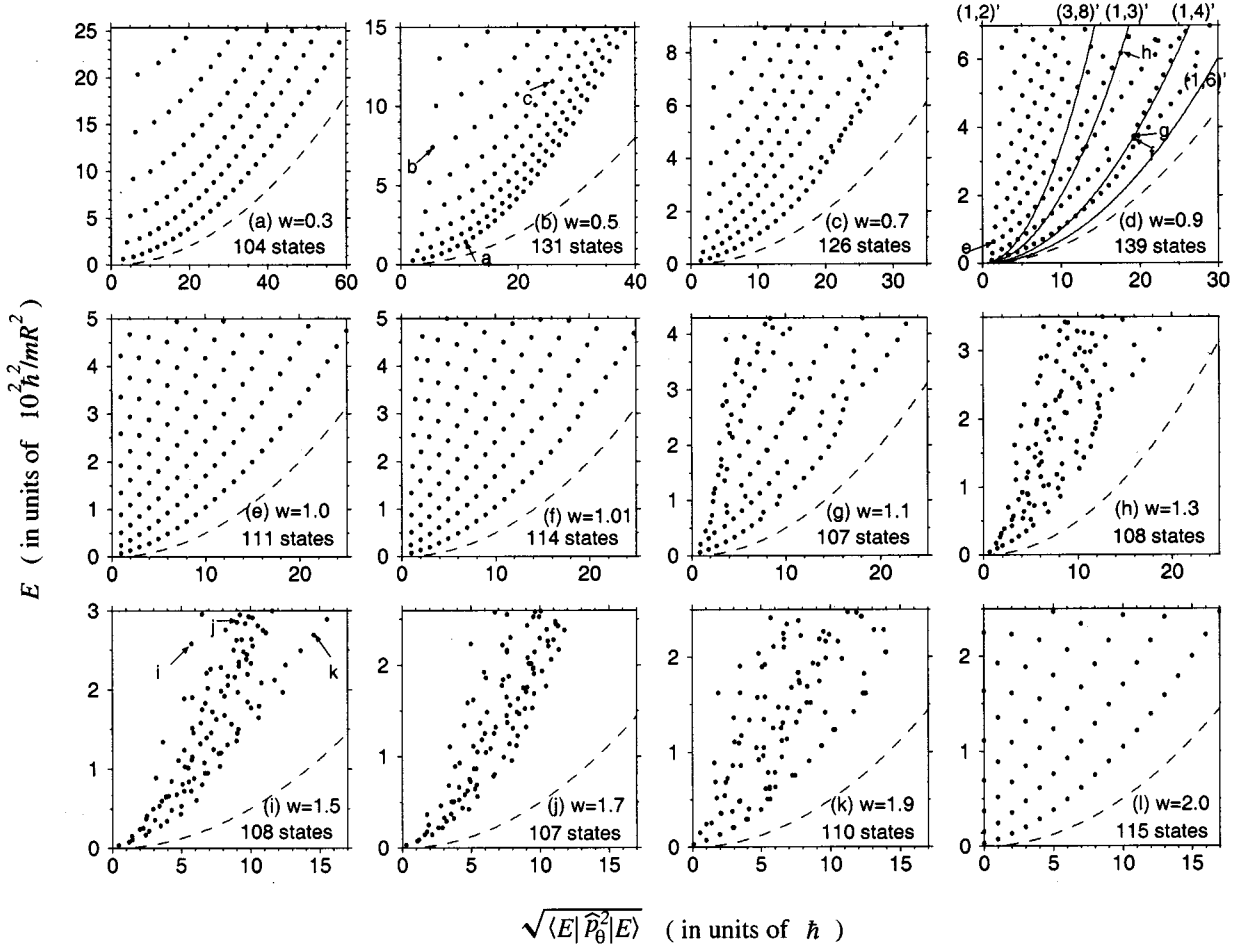 (1,2)' (3,8)' (1,3)' (1,4)'
25
20
15
10
5
0
(a) w=0.3
104 states
0 20 40 60
15
10
5
0
c
b
a
(b) w=0.5
131 states
0 20 40
8
6
4
2
0
(c) w=0.7
126 states
0 10 20 30
6
4
2
0
h
(1,6)'
g
f
e
(d) w=0.9
139 states
0 10 20 30
E ( in units of 10²ħ²/mR² )
5
4
3
2
1
0
(e) w=1.0
111 states
0 10 20
5
4
3
2
1
0
(f) w=1.01
114 states
0 10 20
4
3
2
1
0
(g) w=1.1
107 states
0 10 20
3
2
1
0
(h) w=1.3
108 states
0 10 20
3
2
1
0
j
i
k
(i) w=1.5
108 states
0 5 10 15
2
1
0
(j) w=1.7
107 states
0 5 10 15
2
1
0
(k) w=1.9
110 states
0 5 10 15
2
1
0
(l) w=2.0
115 states
0 5 10 15
√⟨E| p̂θ² |E⟩ ( in units of ħ )